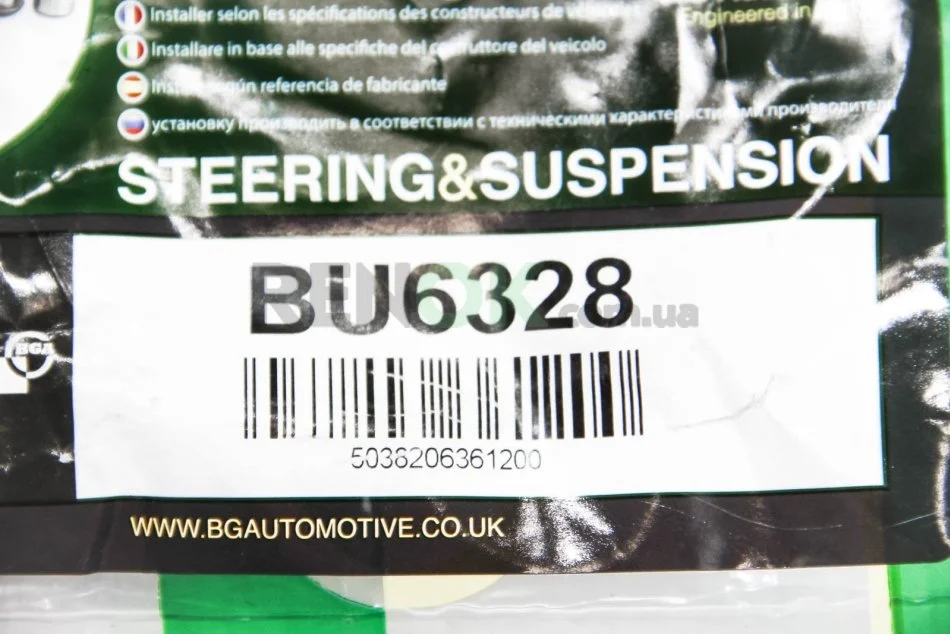 Installer selon les spécifications des constructeurs de
Engineered in
Installare in base alle specifiche del costruttore del veicolo
según referencia de fabricante
установку производить в соответствии с техническими характеристиками производителя
STEERING&SUSPENSION
BU6328
.com.ua
BGA
5038206361200
WWW.BGAUTOMOTIVE.CO.UK